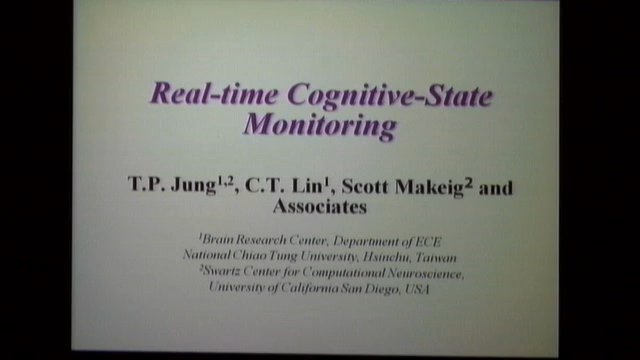 Real-time Cognitive-State
Monitoring
T.P. Jung1,2, C.T. Lin1, Scott Makeig2 and
Associates
1Brain Research Center, Department of ECE
National Chiao Tung University, Hsinchu, Taiwan
2Swartz Center for Computational Neuroscience,
University of California San Diego, USA